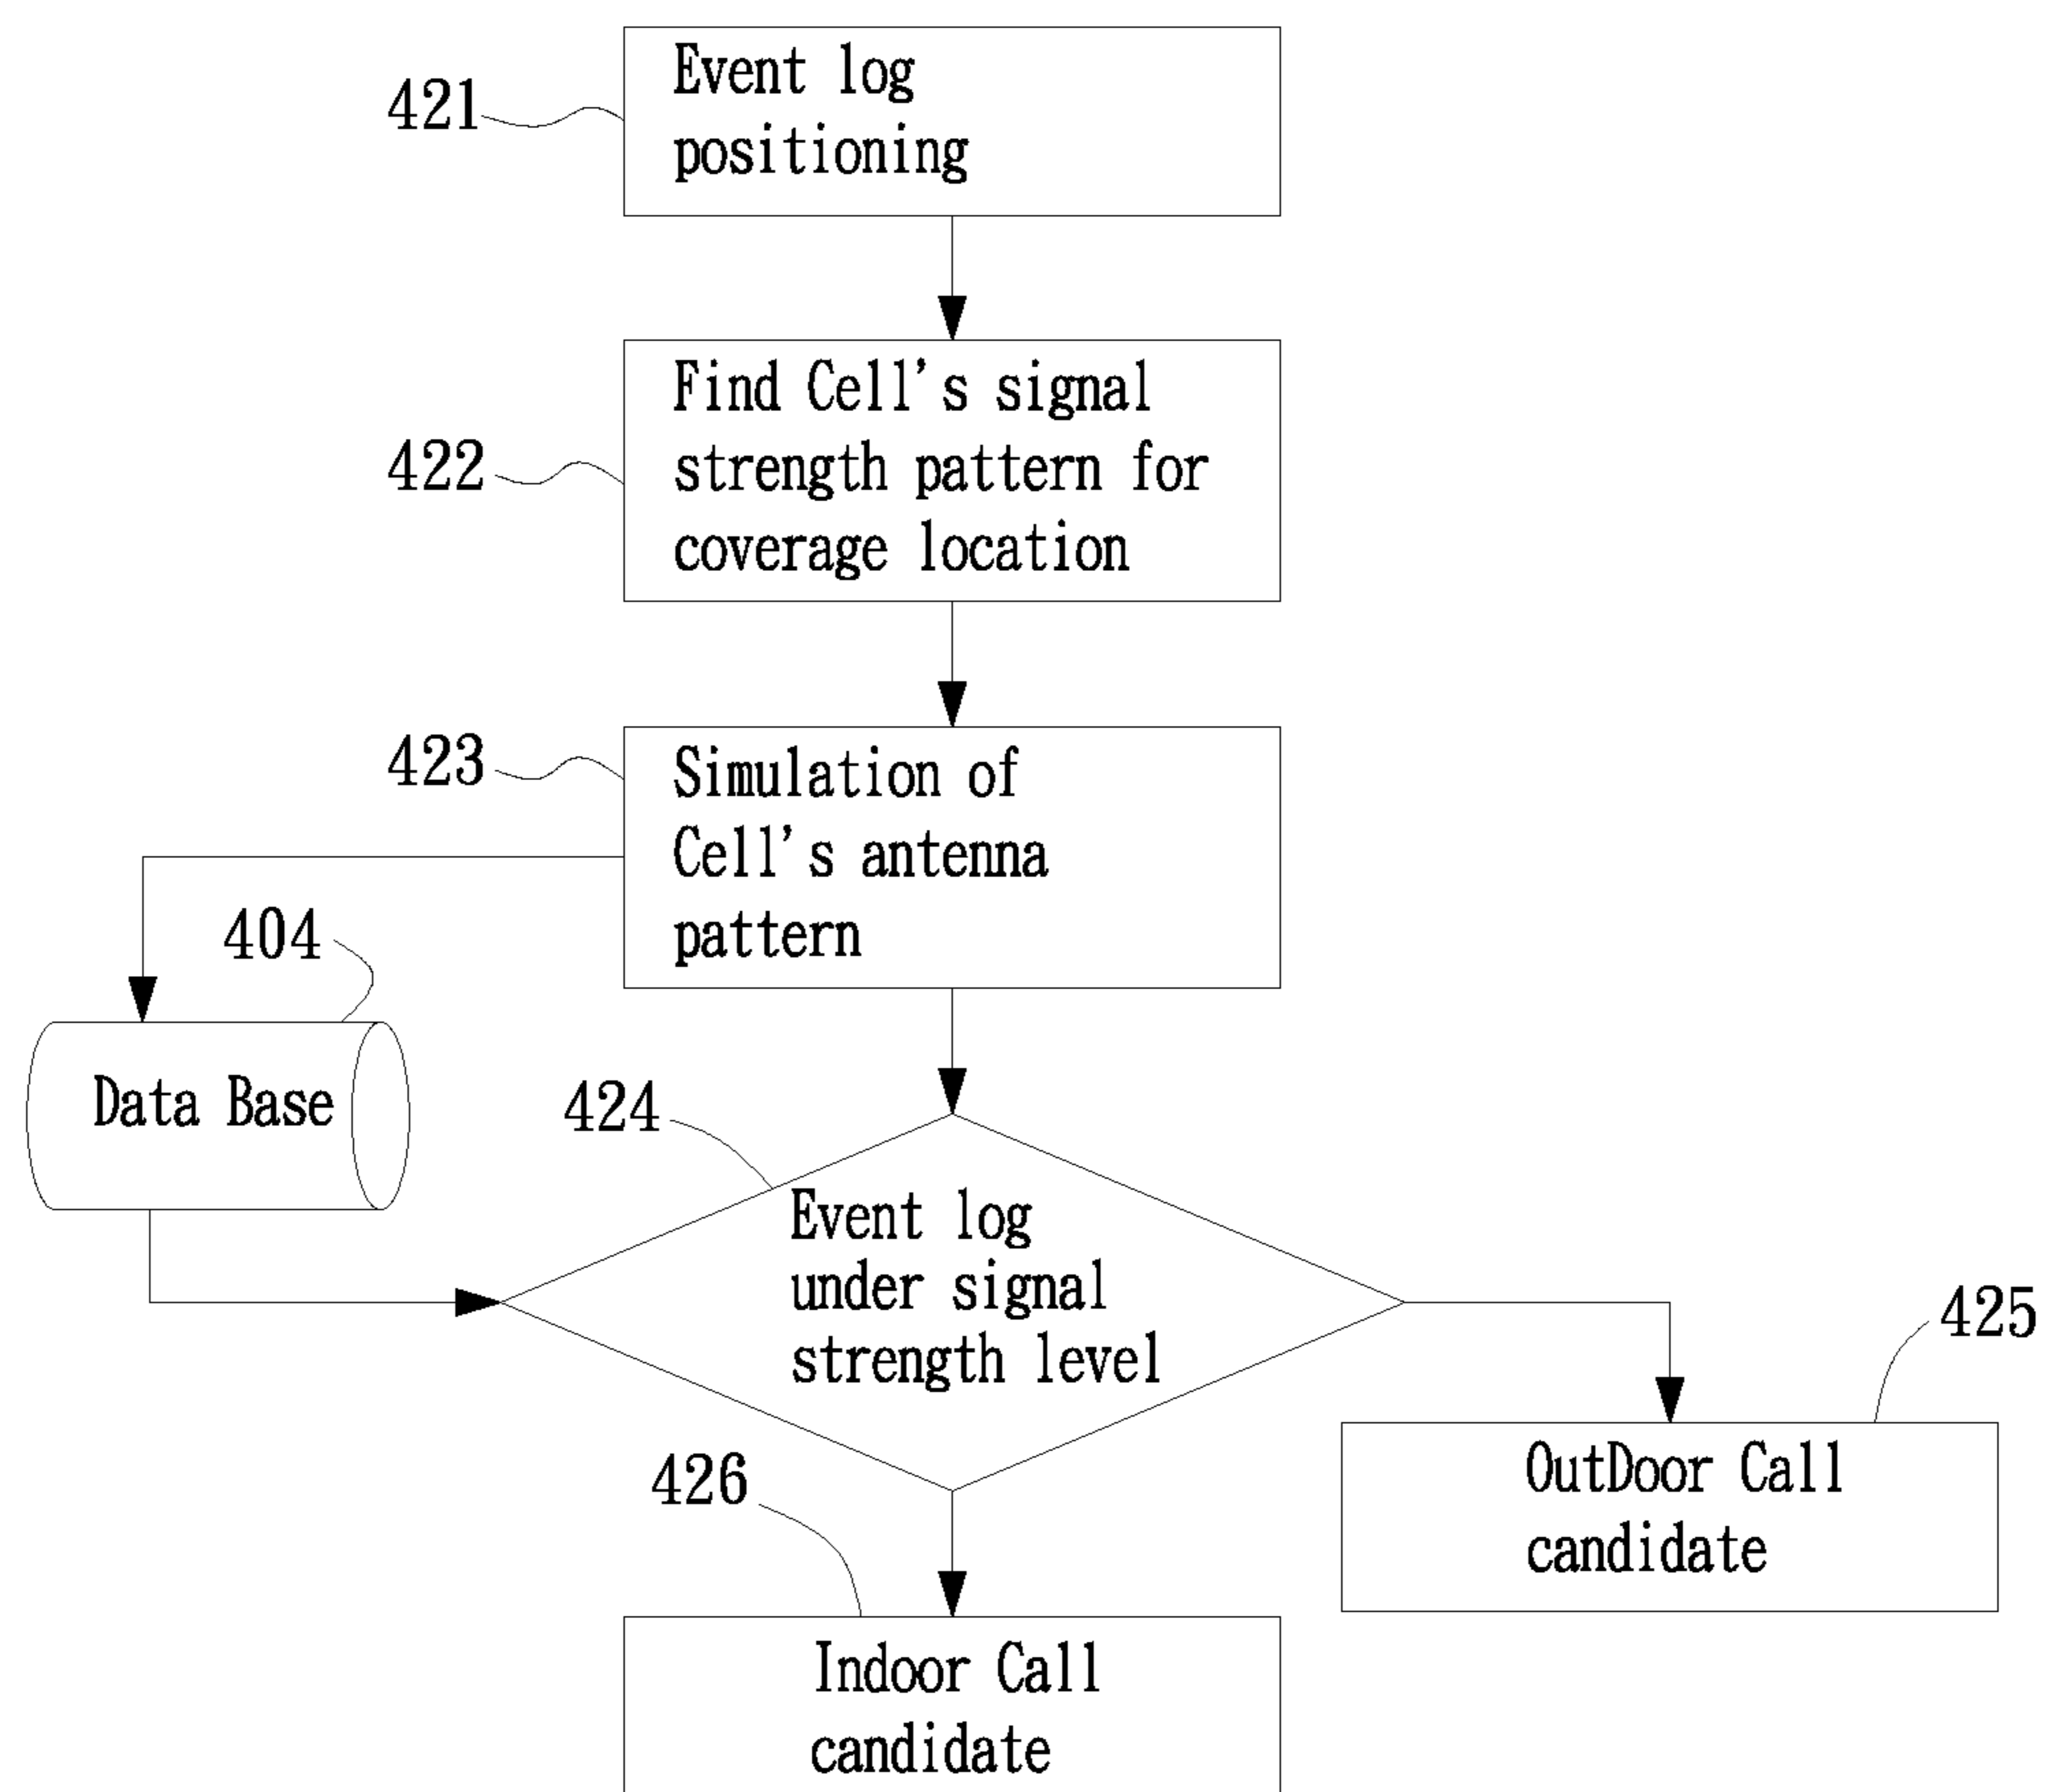 421
Event log
positioning
422
Find Cell's signal
strength pattern for
coverage location
423
Simulation of
Cell's antenna
pattern
404
Data Base
424
Event log
under signal
strength level
425
OutDoor Call
candidate
426
Indoor Call
candidate